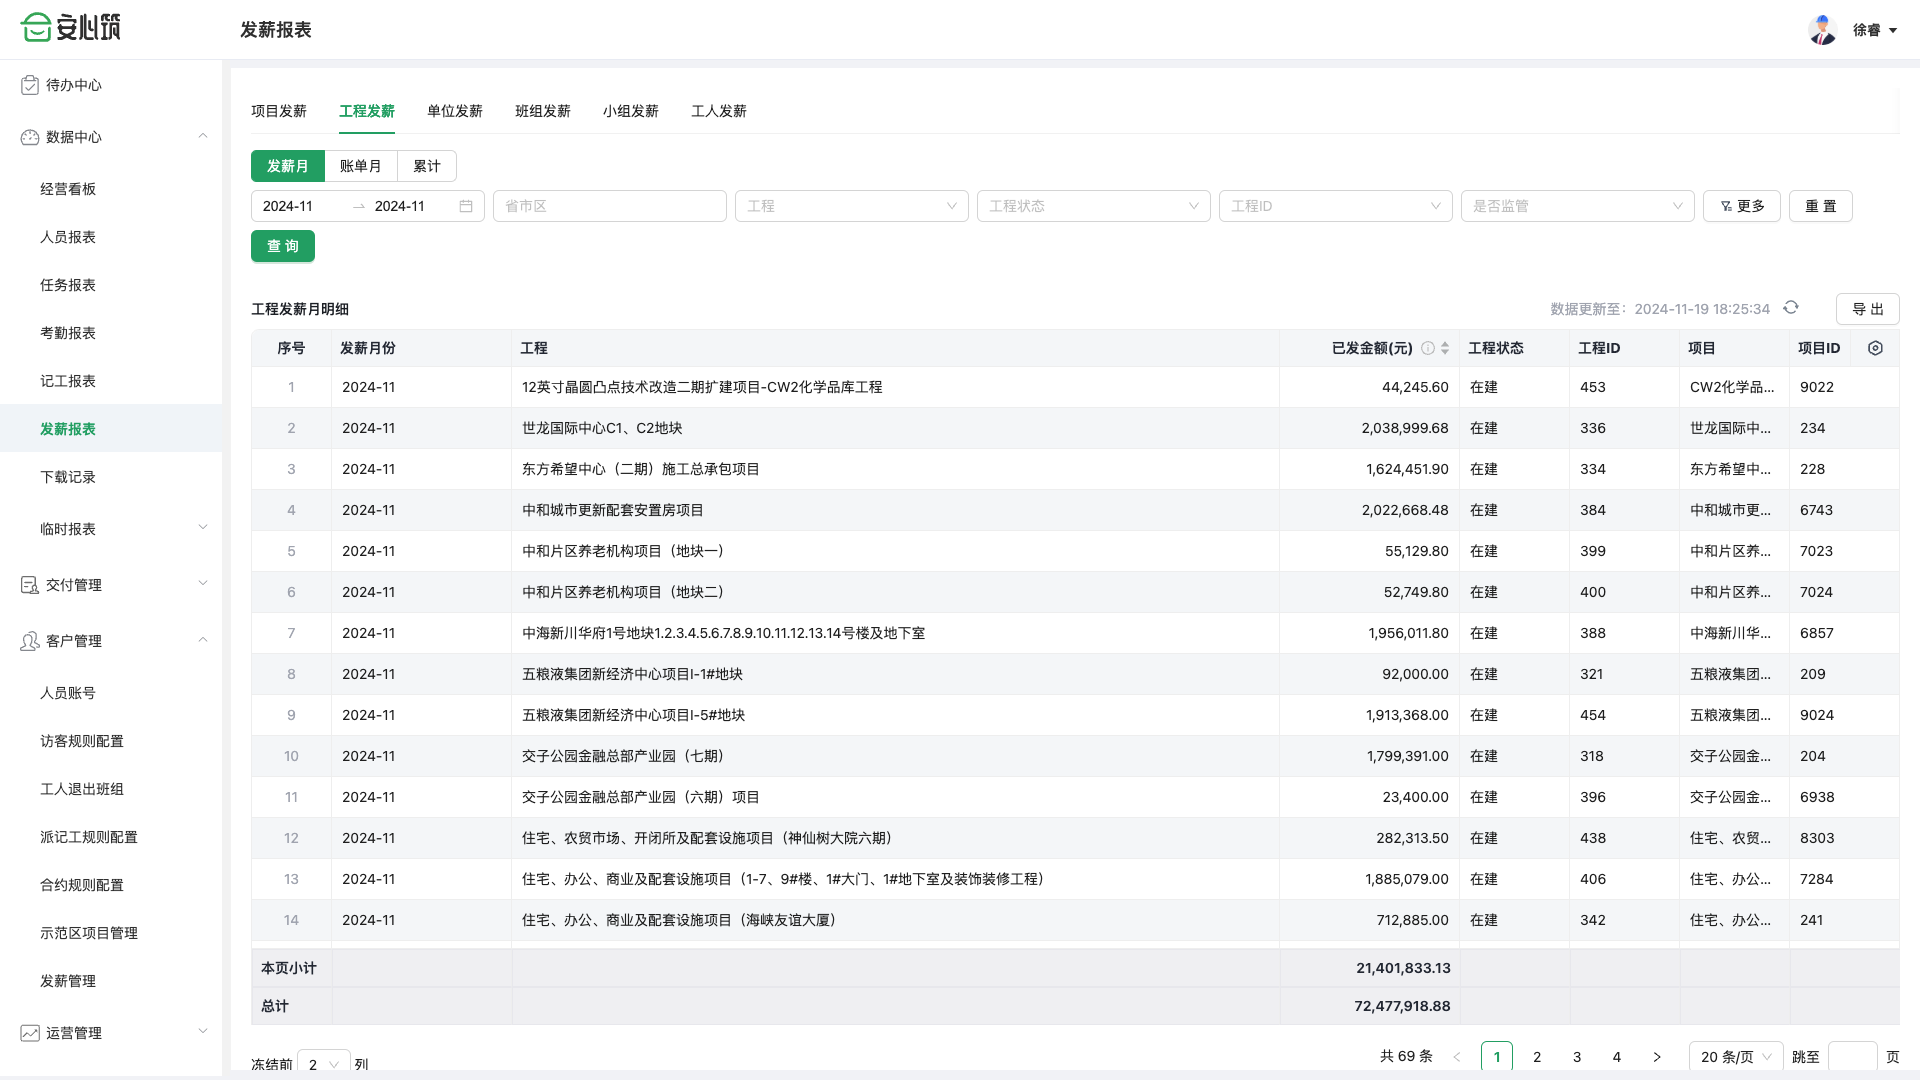 安心筑
发薪报表
徐睿
待办中心
数据中心
经营看板
人员报表
任务报表
考勤报表
记工报表
发薪报表
下载记录
临时报表
交付管理
客户管理
人员账号
访客规则配置
工人退出班组
派记工规则配置
合约规则配置
示范区项目管理
发薪管理
运营管理
项目发薪 工程发薪 单位发薪 班组发薪 小组发薪 工人发薪
发薪月 账单月 累计
2024-11 → 2024-11 省市区 工程 工程状态 工程ID 是否监管 更多 重 置
查 询
工程发薪月明细 数据更新至：2024-11-19 18:25:34 导 出
序号 发薪月份 工程 已发金额(元) 工程状态 工程ID 项目 项目ID
1 2024-11 12英寸晶圆凸点技术改造二期扩建项目-CW2化学品库工程 44,245.60 在建 453 CW2化学品... 9022
2 2024-11 世龙国际中心C1、C2地块 2,038,999.68 在建 336 世龙国际中... 234
3 2024-11 东方希望中心（二期）施工总承包项目 1,624,451.90 在建 334 东方希望中... 228
4 2024-11 中和城市更新配套安置房项目 2,022,668.48 在建 384 中和城市更... 6743
5 2024-11 中和片区养老机构项目（地块一） 55,129.80 在建 399 中和片区养... 7023
6 2024-11 中和片区养老机构项目（地块二） 52,749.80 在建 400 中和片区养... 7024
7 2024-11 中海新川华府1号地块1.2.3.4.5.6.7.8.9.10.11.12.13.14号楼及地下室 1,956,011.80 在建 388 中海新川华... 6857
8 2024-11 五粮液集团新经济中心项目I-1#地块 92,000.00 在建 321 五粮液集团... 209
9 2024-11 五粮液集团新经济中心项目I-5#地块 1,913,368.00 在建 454 五粮液集团... 9024
10 2024-11 交子公园金融总部产业园（七期） 1,799,391.00 在建 318 交子公园金... 204
11 2024-11 交子公园金融总部产业园（六期）项目 23,400.00 在建 396 交子公园金... 6938
12 2024-11 住宅、农贸市场、开闭所及配套设施项目（神仙树大院六期） 282,313.50 在建 438 住宅、农贸... 8303
13 2024-11 住宅、办公、商业及配套设施项目（1-7、9#楼、1#大门、1#地下室及装饰装修工程） 1,885,079.00 在建 406 住宅、办公... 7284
14 2024-11 住宅、办公、商业及配套设施项目（海峡友谊大厦） 712,885.00 在建 342 住宅、办公... 241
本页小计 21,401,833.13
总计 72,477,918.88
冻结前 2 列 共 69 条 < 1 2 3 4 > 20 条/页 跳至 页